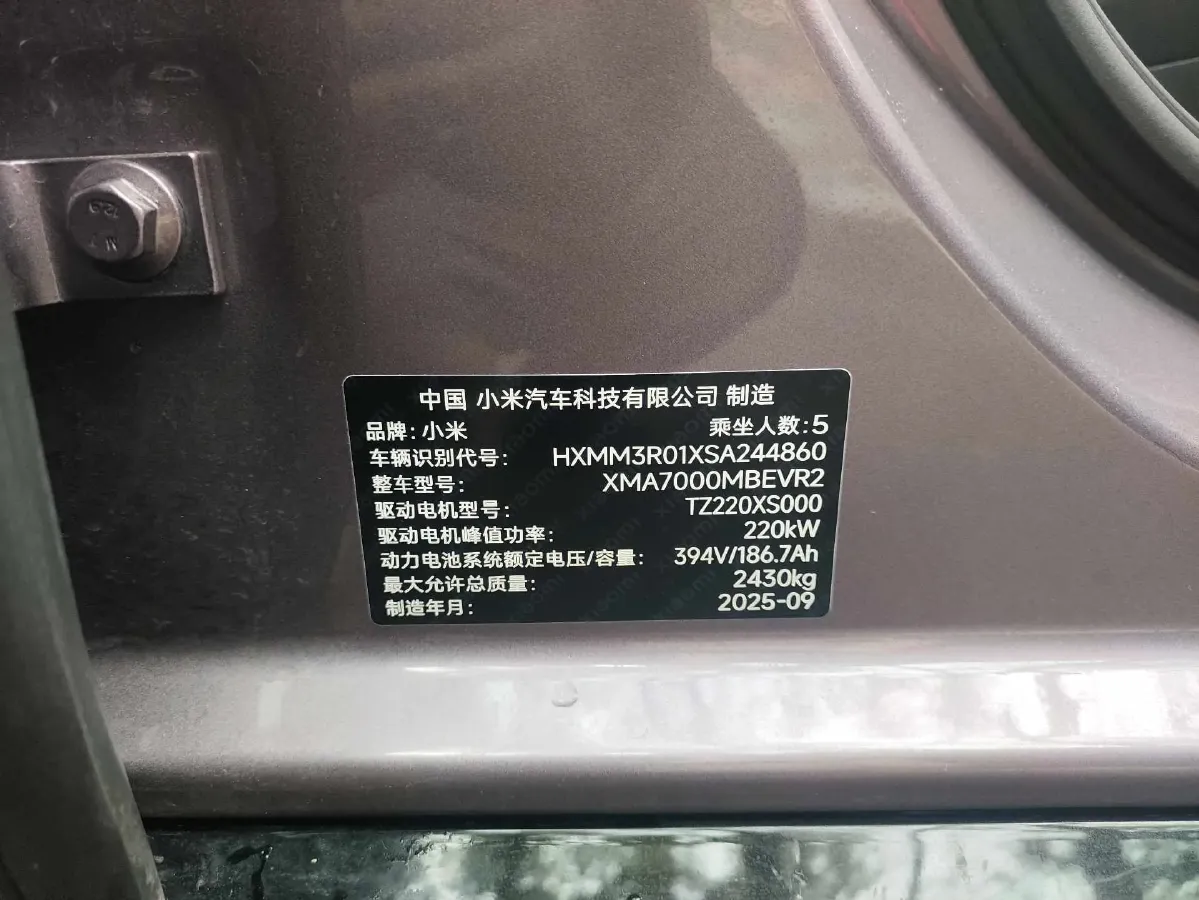 中国 小米汽车科技有限公司 制造
品牌: 小米 乘坐人数: 5
车辆识别代号: HXMM3R01XSA244860
整车型号: XMA7000MBEVR2
驱动电机型号: TZ220XS000
驱动电机峰值功率: 220kW
动力电池系统额定电压/容量: 394V/186.7Ah
最大允许总质量: 2430kg
制造年月: 2025-09